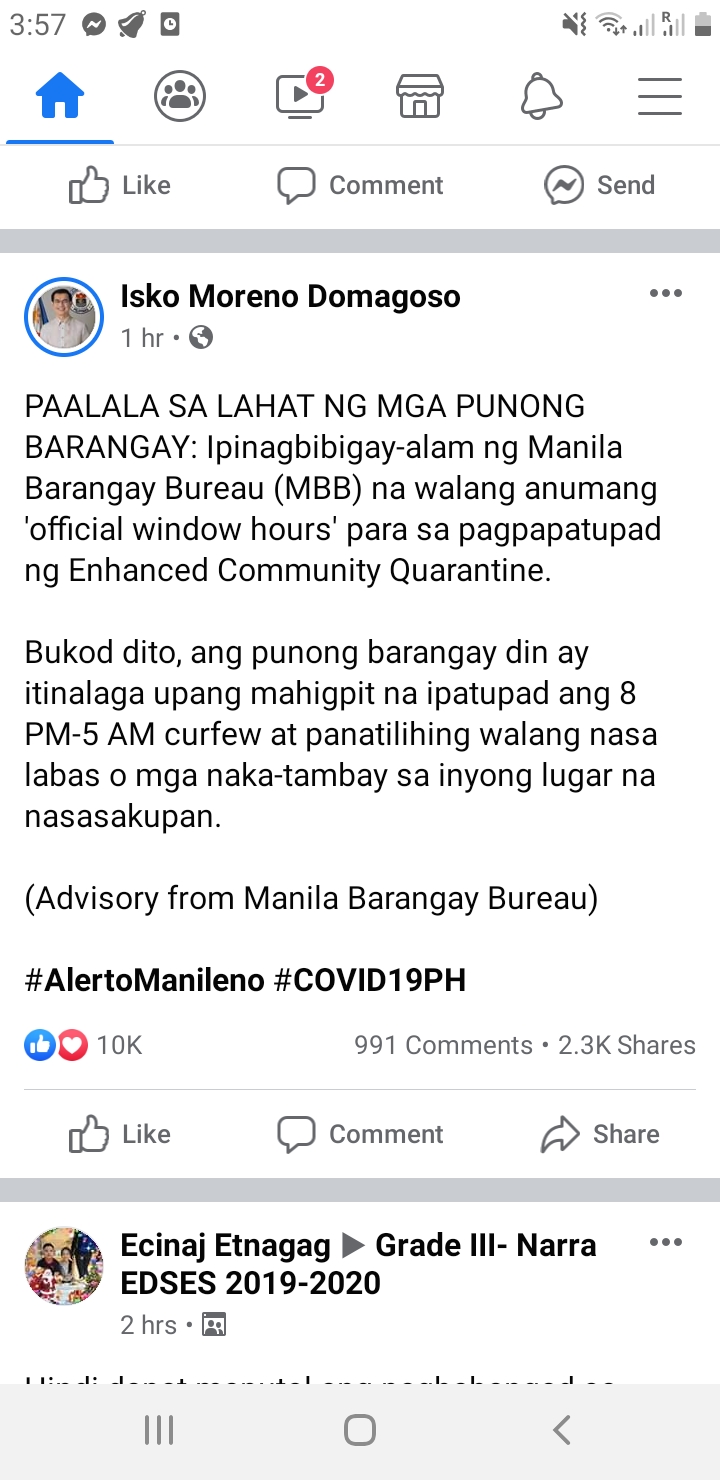 3:57
R
2
Like
Comment
Send
Isko Moreno Domagoso
1 hr •
PAALALA SA LAHAT NG MGA PUNONG
BARANGAY: Ipinagbibigay-alam ng Manila
Barangay Bureau (MBB) na walang anumang
'official window hours' para sa pagpapatupad
ng Enhanced Community Quarantine.
Bukod dito, ang punong barangay din ay
itinalaga upang mahigpit na ipatupad ang 8
PM-5 AM curfew at panatilihing walang nasa
labas o mga naka-tambay sa inyong lugar na
nasasakupan.
(Advisory from Manila Barangay Bureau)
#AlertoManileno #COVID19PH
10K
991 Comments • 2.3K Shares
Like
Comment
Share
Ecinaj Etnagag ▶ Grade III- Narra
EDSES 2019-2020
2 hrs •